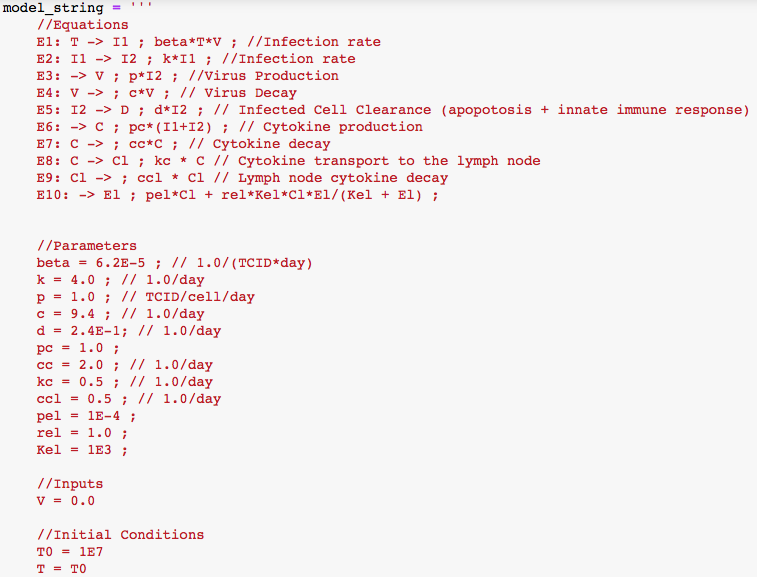 model_string = '''
//Equations
E1: T -> I1 ; beta*T*V ; //Infection rate
E2: I1 -> I2 ; k*I1 ; //Infection rate
E3: -> V ; p*I2 ; //Virus Production
E4: V -> ; c*V ; // Virus Decay
E5: I2 -> D ; d*I2 ; // Infected Cell Clearance (apopotosis + innate immune response)
E6: -> C ; pc*(I1+I2) ; // Cytokine production
E7: C -> ; cc*C ; // Cytokine decay
E8: C -> Cl ; kc * C // Cytokine transport to the lymph node
E9: Cl -> ; ccl * Cl // Lymph node cytokine decay
E10: -> El ; pel*Cl + rel*Kel*Cl*El/(Kel + El) ;
//Parameters
beta = 6.2E-5 ; // 1.0/(TCID*day)
k = 4.0 ; // 1.0/day
p = 1.0 ; // TCID/cell/day
c = 9.4 ; // 1.0/day
d = 2.4E-1; // 1.0/day
pc = 1.0 ;
cc = 2.0 ; // 1.0/day
kc = 0.5 ; // 1.0/day
ccl = 0.5 ; // 1.0/day
pel = 1E-4 ;
rel = 1.0 ;
Kel = 1E3 ;
//Inputs
V = 0.0
//Initial Conditions
T0 = 1E7
T = T0